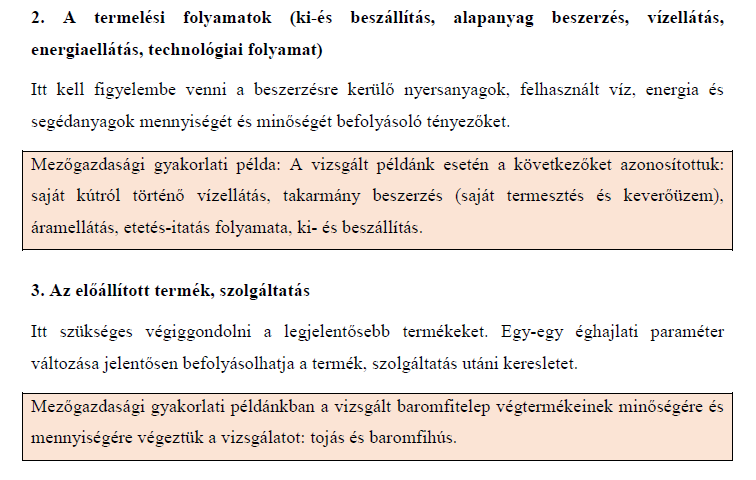 2. A termelési folyamatok (ki-és beszállítás, alapanyag beszerzés, vízellátás,
energiaellátás, technológiai folyamat)
Itt kell figyelembe venni a beszerzésre kerülő nyersanyagok, felhasznált víz, energia és
segédanyagok mennyiségét és minőségét befolyásoló tényezőket.
Mezőgazdasági gyakorlati példa: A vizsgált példánk esetén a következőket azonosítottuk:
saját kútról történő vízellátás, takarmány beszerzés (saját termesztés és keverőüzem),
áramellátás, etetés-itatás folyamata, ki- és beszállítás.
3. Az előállított termék, szolgáltatás
Itt szükséges végiggondolni a legjelentősebb termékeket. Egy-egy éghajlati paraméter
változása jelentősen befolyásolhatja a termék, szolgáltatás utáni keresletet.
Mezőgazdasági gyakorlati példánkban a vizsgált baromfitelep végtermékeinek minőségére és
mennyiségére végeztük a vizsgálatot: tojás és baromfihús.